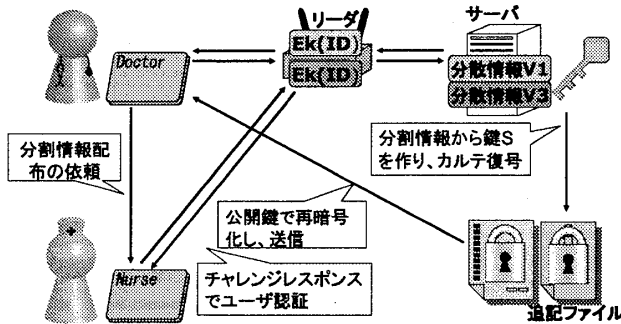 リーダ
サーバ
Ek(ID)
Ek(ID)
Doctor
分散情報V1
分散情報V3
分割情報配
布の依頼
分割情報から鍵S
を作り、カルテ復号
公開鍵で再暗号
化し、送信
チャレンジレスポンス
でユーザ認証
Nurse
追記ファイル